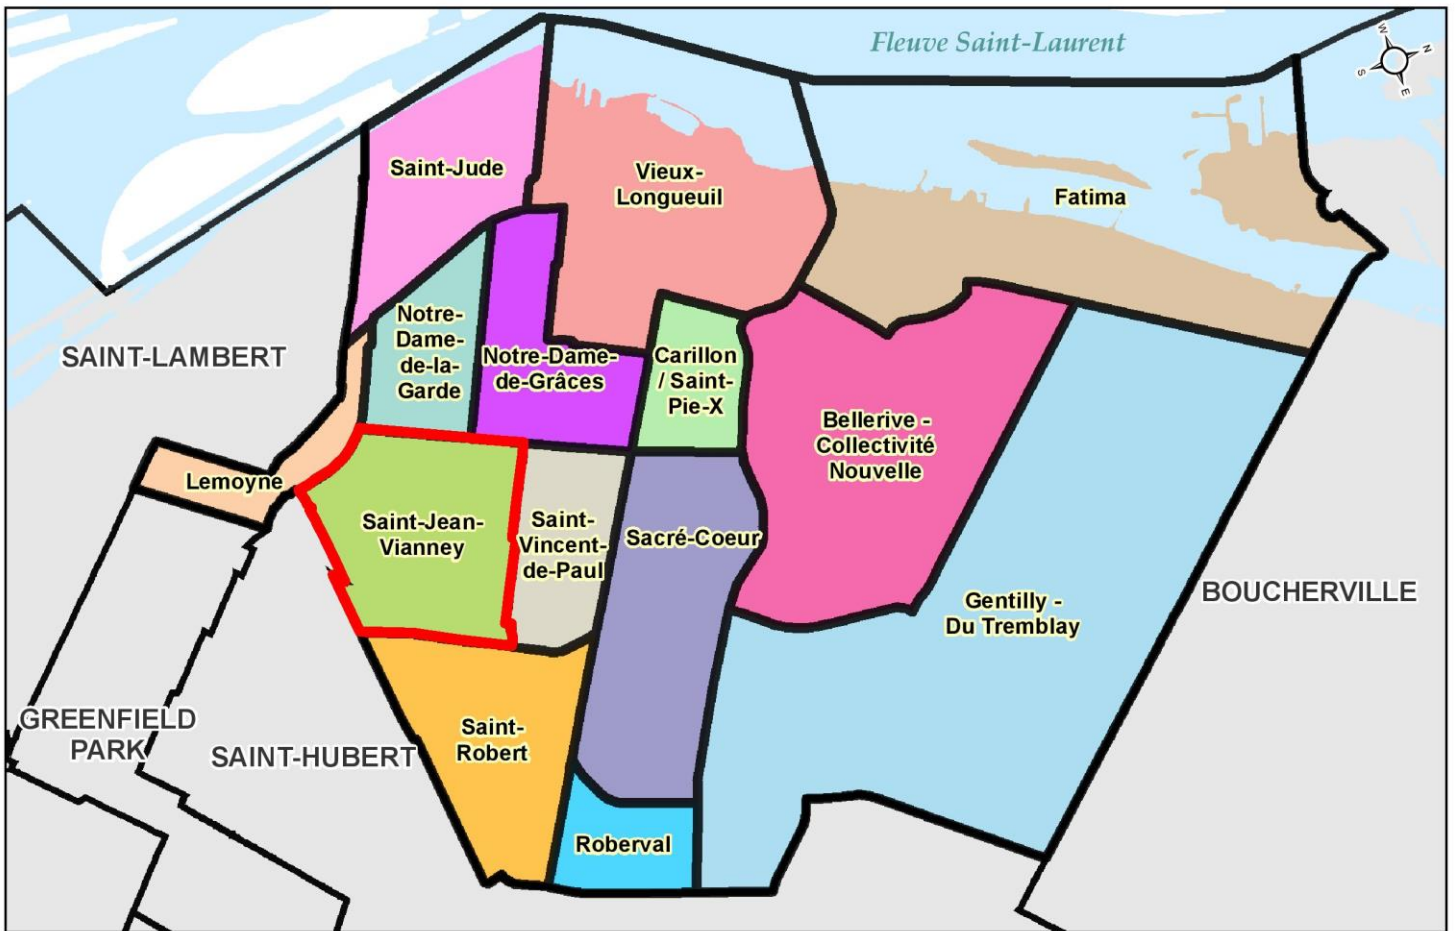 Fleuve Saint-Laurent
W
N
S
E
Saint-Jude
Vieux-
Longueuil
Fatima
SAINT-LAMBERT
Notre-
Dame-
de-la-
Garde
Notre-Dame-
de-Grâces
Carillon
/ Saint-
Pie-X
Bellerive -
Collectivité
Nouvelle
Lemoyne
Saint-Jean-
Vianney
Saint-
Vincent-
de-Paul
Sacré-Coeur
Gentilly -
Du Tremblay
BOUCHERVILLE
GREENFIELD
PARK
SAINT-HUBERT
Saint-
Robert
Roberval